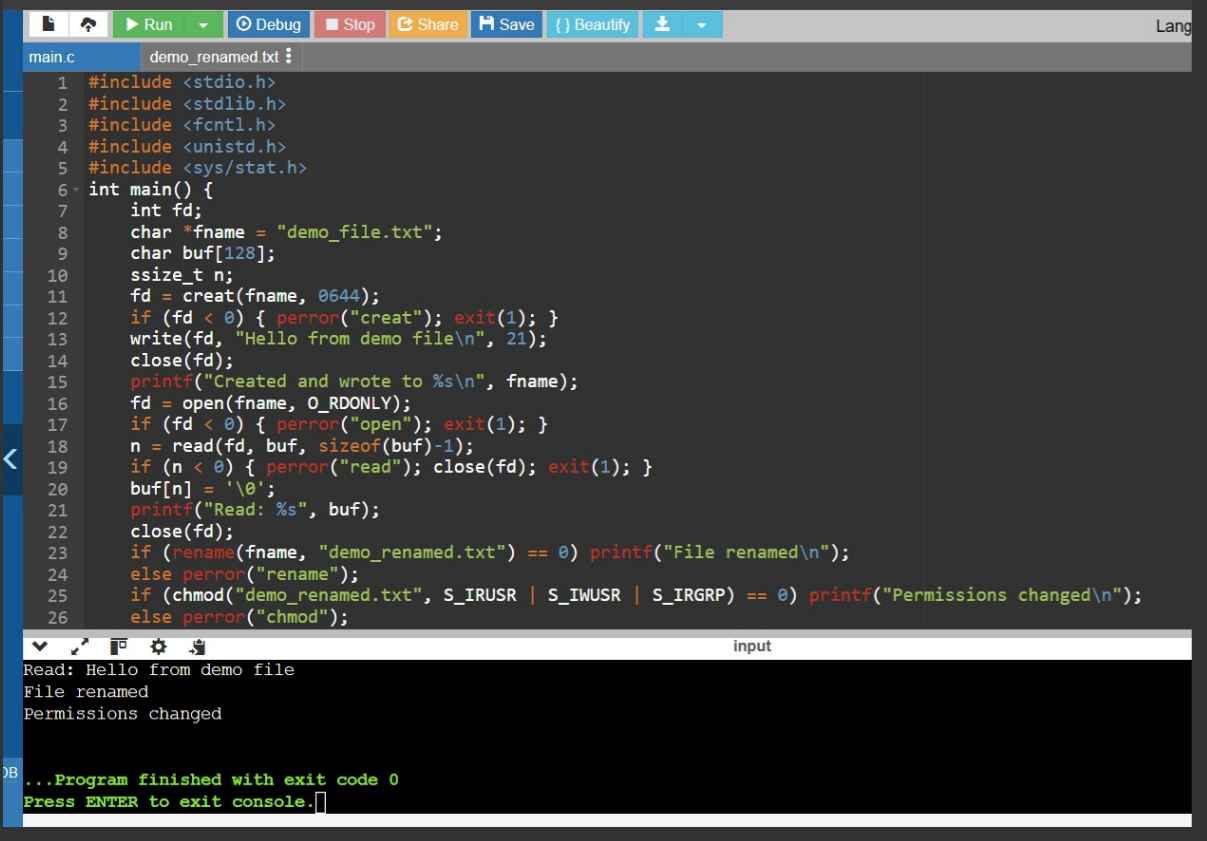 Run Debug Stop Share Save { } Beautify Lang
main.c demo_renamed.txt
1 #include <stdio.h>
2 #include <stdlib.h>
3 #include <fcntl.h>
4 #include <unistd.h>
5 #include <sys/stat.h>
6 int main() {
7     int fd;
8     char *fname = "demo_file.txt";
9     char buf[128];
10     ssize_t n;
11     fd = creat(fname, 0644);
12     if (fd < 0) { perror("creat"); exit(1); }
13     write(fd, "Hello from demo file\n", 21);
14     close(fd);
15     printf("Created and wrote to %s\n", fname);
16     fd = open(fname, O_RDONLY);
17     if (fd < 0) { perror("open"); exit(1); }
18     n = read(fd, buf, sizeof(buf)-1);
19     if (n < 0) { perror("read"); close(fd); exit(1); }
20     buf[n] = '\0';
21     printf("Read: %s", buf);
22     close(fd);
23     if (rename(fname, "demo_renamed.txt") == 0) printf("File renamed\n");
24     else perror("rename");
25     if (chmod("demo_renamed.txt", S_IRUSR | S_IWUSR | S_IRGRP) == 0) printf("Permissions changed\n");
26     else perror("chmod");
input
Read: Hello from demo file
File renamed
Permissions changed
DB
...Program finished with exit code 0
Press ENTER to exit console.